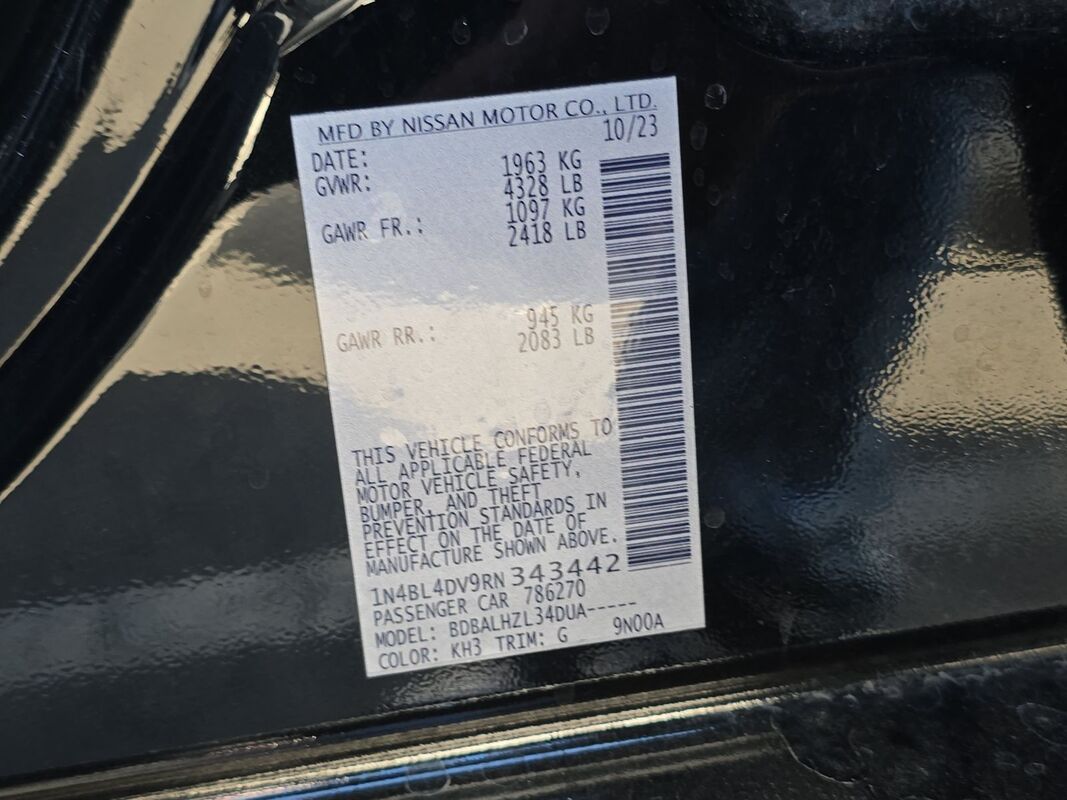 MFD BY NISSAN MOTOR CO., LTD.
DATE: 10/23
GVWR: 1963 KG
4328 LB
GAWR FR.: 1097 KG
2418 LB
GAWR RR.: 945 KG
2083 LB
THIS VEHICLE CONFORMS TO
ALL APPLICABLE FEDERAL
MOTOR VEHICLE SAFETY,
BUMPER, AND THEFT
PREVENTION STANDARDS IN
EFFECT ON THE DATE OF
MANUFACTURE SHOWN ABOVE.
1N4BL4DV9RN 343442
PASSENGER CAR 786270
MODEL: BDBALHZL34DUA-----
COLOR: KH3 TRIM: G 9N00A